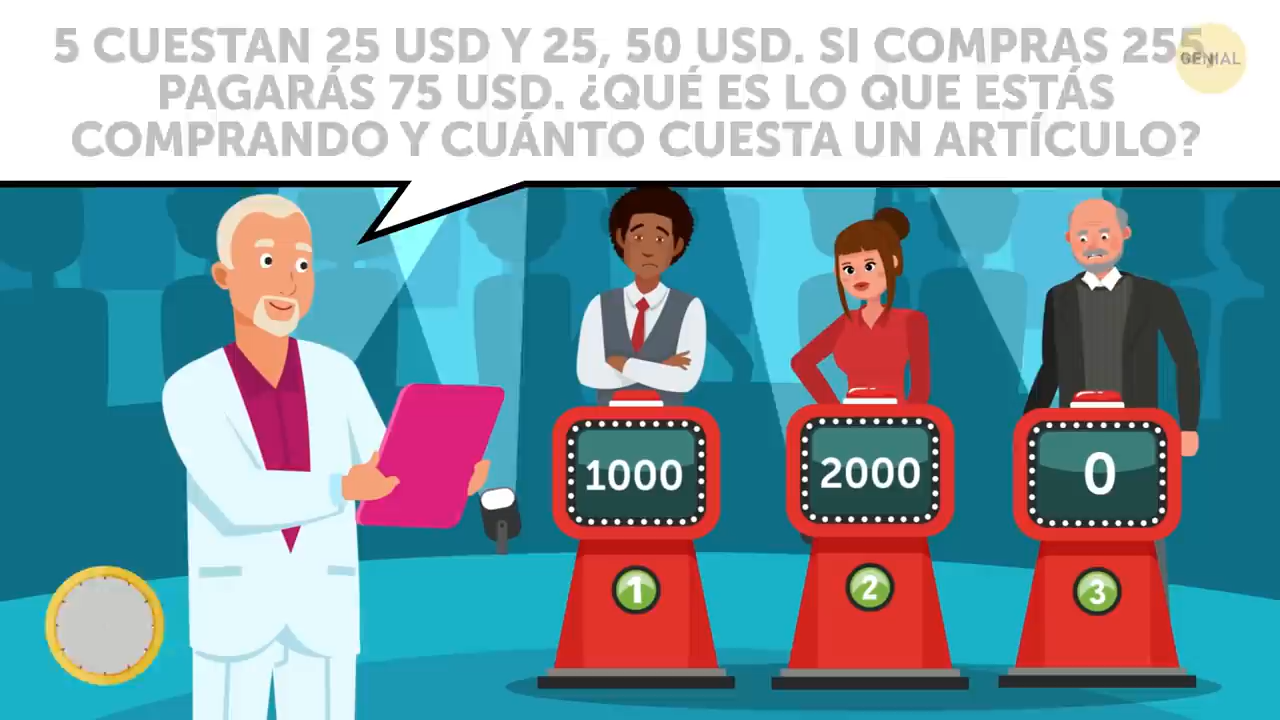 5 CUESTAN 25 USD Y 25, 50 USD. SI COMPRAS 255,
PAGARÁS 75 USD. ¿QUÉ ES LO QUE ESTÁS
COMPRANDO Y CUÁNTO CUESTA UN ARTÍCULO?
GENIAL
1000
2000
0
1
2
3